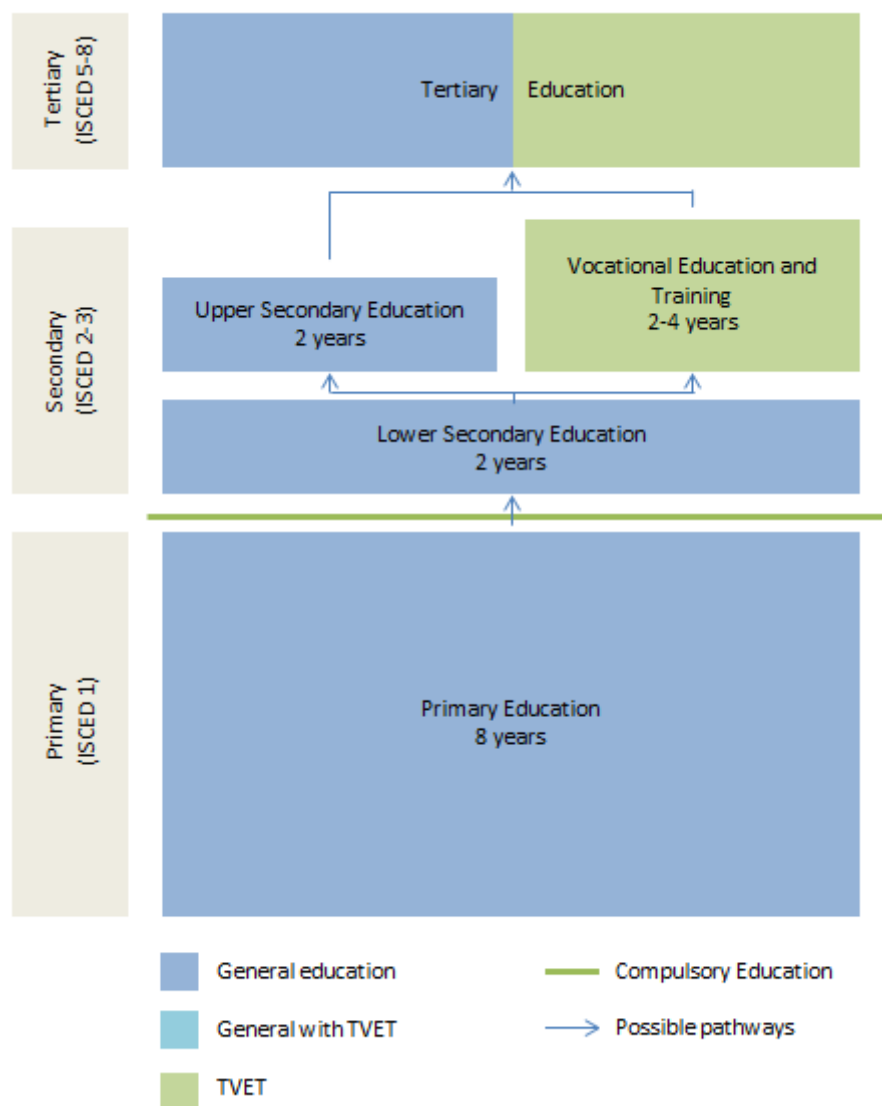 Tertiary
(ISCED 5-8)
Tertiary Education
Secondary
(ISCED 2-3)
Upper Secondary Education
2 years
Vocational Education and
Training
2-4 years
Lower Secondary Education
2 years
Primary
(ISCED 1)
Primary Education
8 years
General education
Compulsory Education
General with TVET
Possible pathways
TVET